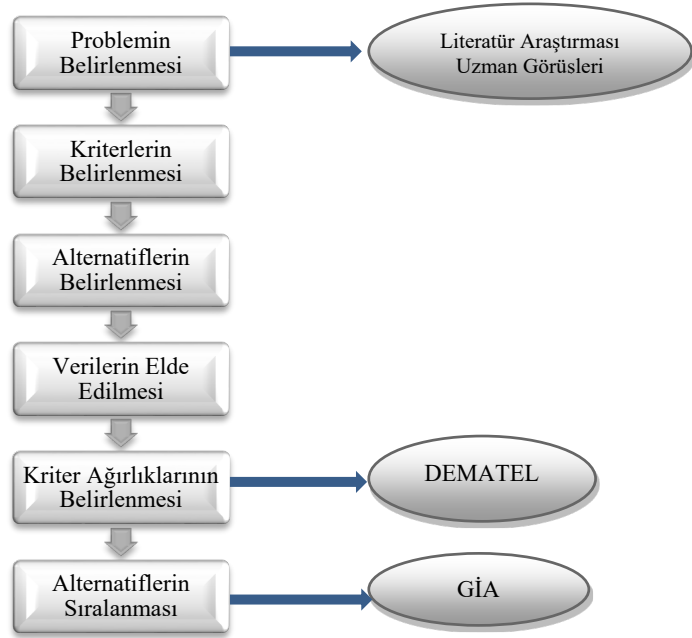 Problemin
Belirlenmesi
Literatür Araştırması
Uzman Görüsleri
Kriterlerin
Belirlenmesi
Alternatiflerin
Belirlenmesi
Verilerin Elde
Edilmesi
Kriter Ağırlıklarının
Belirlenmesi
DEMATEL
Alternatiflerin
Sıralanması
GİA